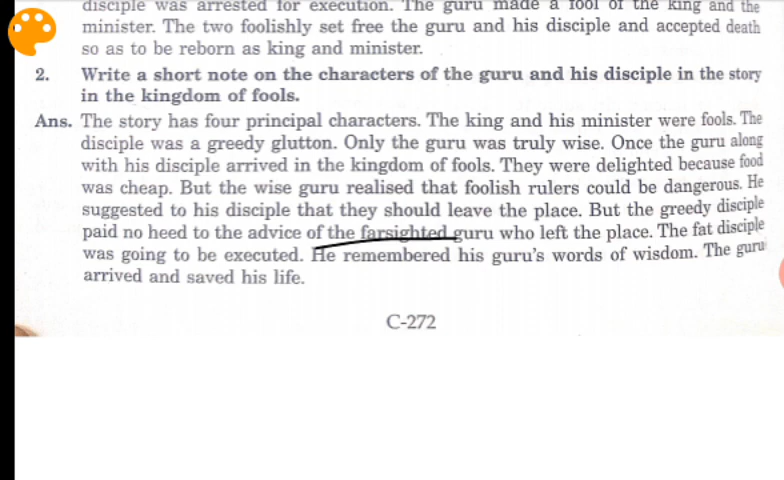 disciple was arrested for execution. The guru made a fool of the king and the
minister. The two foolishly set free the guru and his disciple and accepted death
so as to be reborn as king and minister.
2. Write a short note on the characters of the guru and his disciple in the story
in the kingdom of fools.
Ans. The story has four principal characters. The king and his minister were fools. The
disciple was a greedy glutton. Only the guru was truly wise. Once the guru along
with his disciple arrived in the kingdom of fools. They were delighted because food
was cheap. But the wise guru realised that foolish rulers could be dangerous. He
suggested to his disciple that they should leave the place. But the greedy disciple
paid no heed to the advice of the farsighted guru who left the place. The fat disciple
was going to be executed. He remembered his guru's words of wisdom. The guru
arrived and saved his life.
C-272